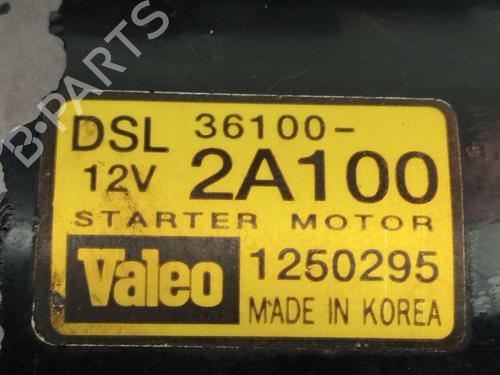 B-PARTS
DSL 36100-
12V 2A100
STARTER MOTOR
Valeo 1250295
MADE IN KOREA